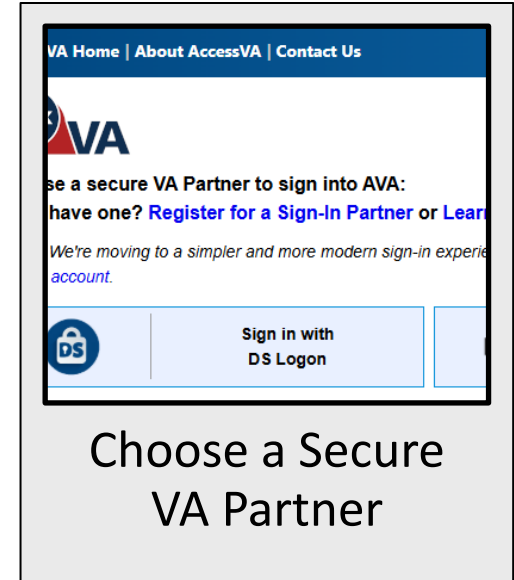 VA Home | About AccessVA | Contact Us
VA
se a secure VA Partner to sign into AVA:
have one? Register for a Sign-In Partner or Lear
We're moving to a simpler and more modern sign-in experie
account.
DS
Sign in with
DS Logon
Choose a Secure
VA Partner